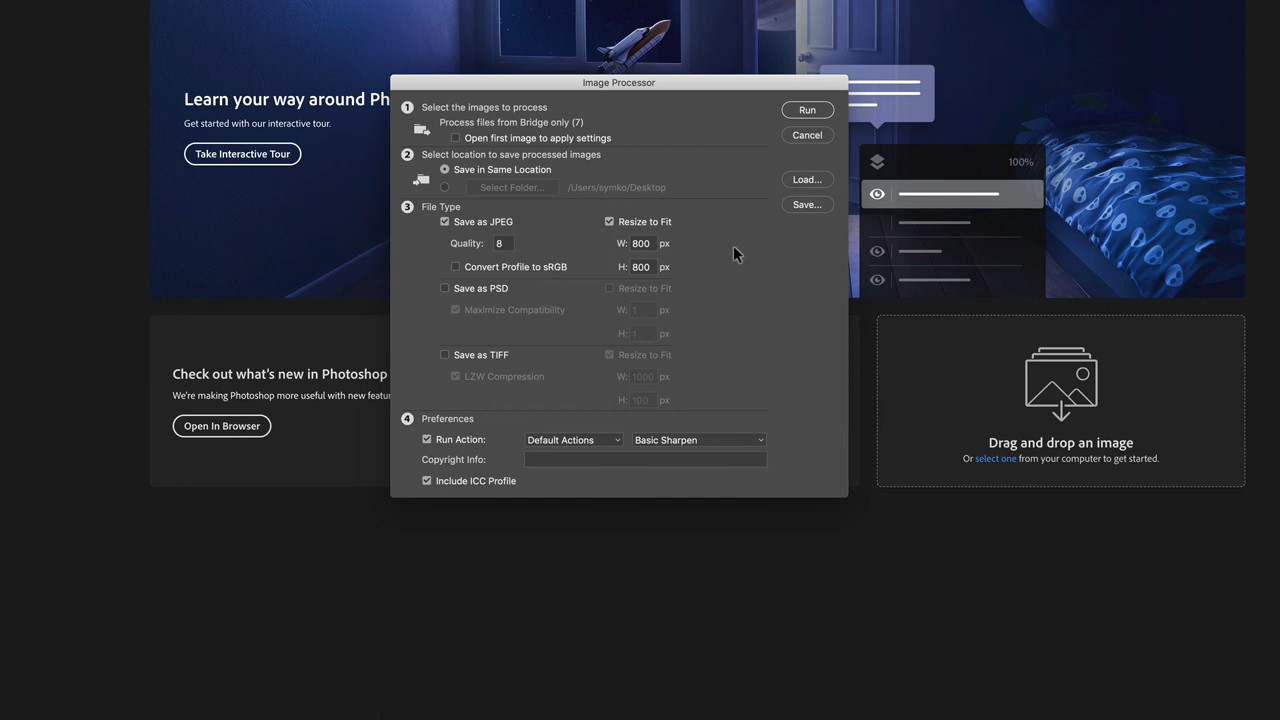 Image Processor
Learn your way around Ph
Get started with our interactive tour.
Take Interactive Tour
1 Select the images to process
Process files from Bridge only (7)
Open first image to apply settings
2 Select location to save processed images
Save in Same Location
Select Folder... /Users/symko/Desktop
3 File Type
Save as JPEG Resize to Fit
Quality: 8 W: 800 px
Convert Profile to sRGB H: 800 px
Save as PSD Resize to Fit
Maximize Compatibility W: 1 px
H: 1 px
Save as TIFF Resize to Fit
LZW Compression W: 1000 px
H: 100 px
4 Preferences
Run Action: Default Actions Basic Sharpen
Copyright Info:
Include ICC Profile
Run
Cancel
Load...
Save...
100%
Check out what's new in Photoshop
We're making Photoshop more useful with new featur
Open In Browser
Drag and drop an image
Or select one from your computer to get started.